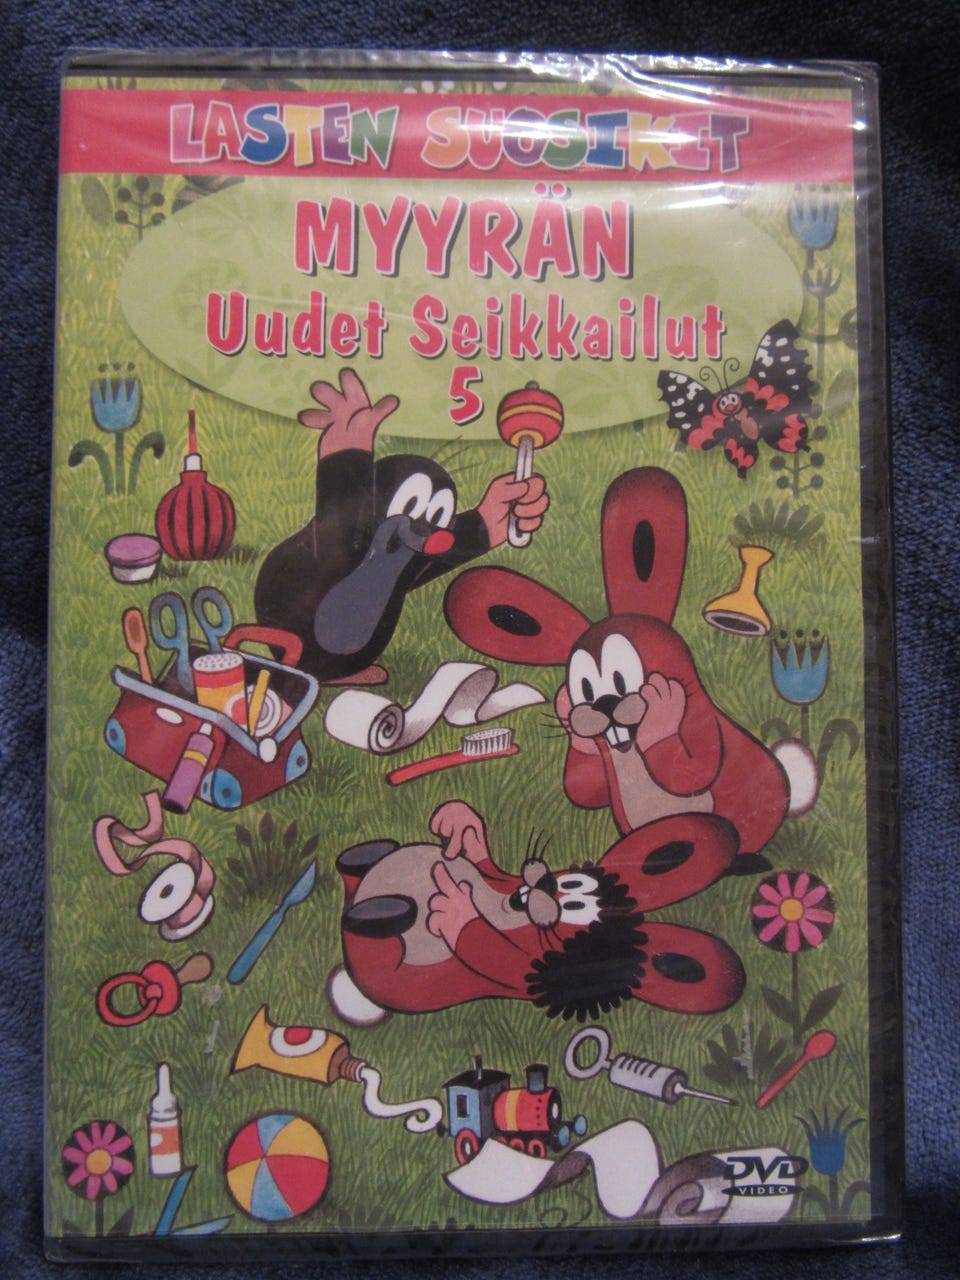 LASTEN SUOSIKIT
MYYRÄN
Uudet Seikkailut
5
DVD
VIDEO